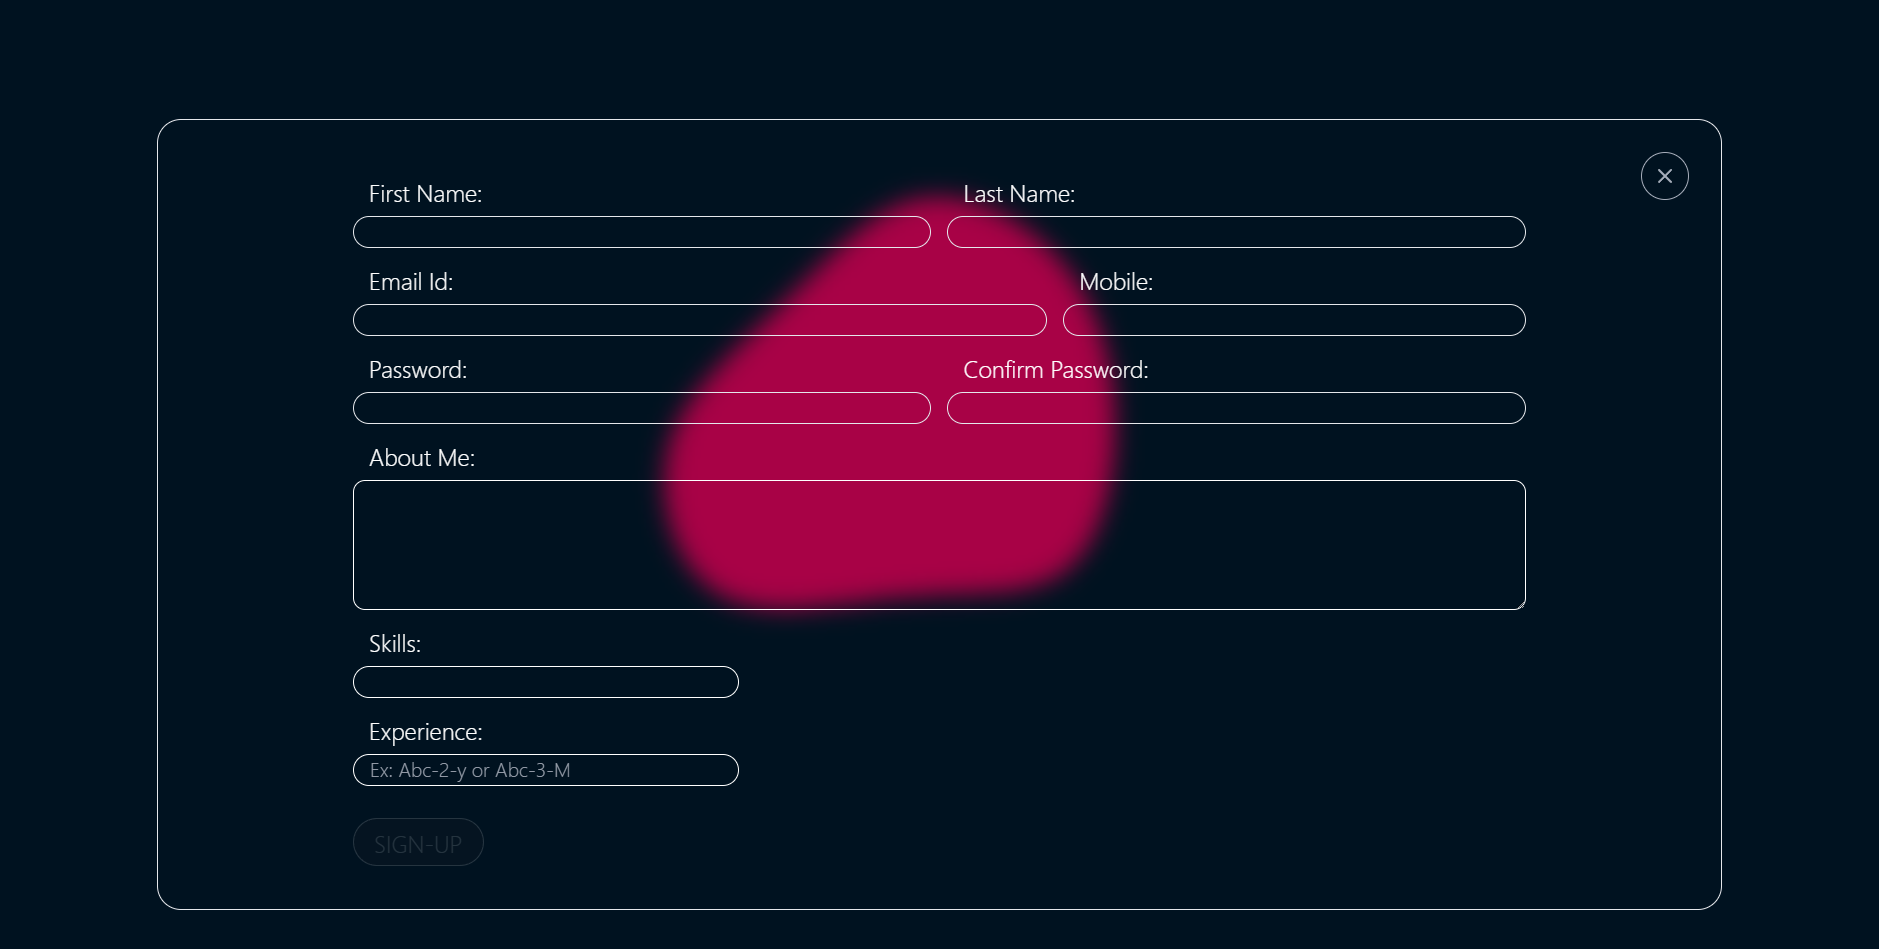 First Name:
Last Name:
Email Id:
Mobile:
Password:
Confirm Password:
About Me:
Skills:
Experience:
Ex: Abc-2-y or Abc-3-M
SIGN-UP